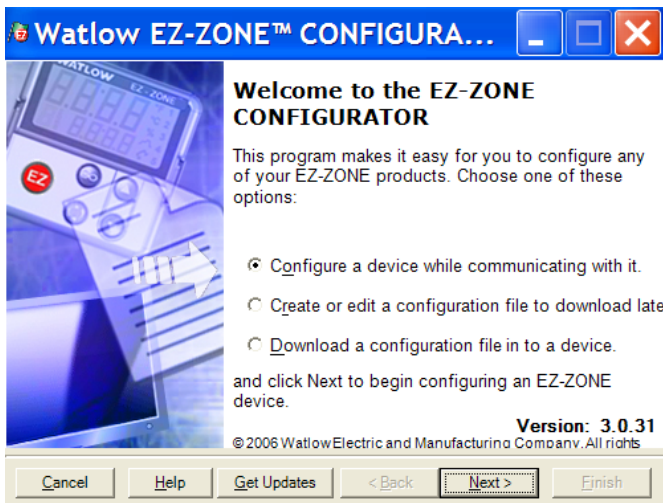 Watlow EZ-ZONE™ CONFIGURA...
WATLOW
EZ-ZONE
EZ
Welcome to the EZ-ZONE
CONFIGURATOR
This program makes it easy for you to configure any
of your EZ-ZONE products. Choose one of these
options:
Configure a device while communicating with it.
Create or edit a configuration file to download late
Download a configuration file in to a device.
and click Next to begin configuring an EZ-ZONE
device.
Version: 3.0.31
© 2006 Watlow Electric and Manufacturing Company. All rights
Cancel Help Get Updates < Back Next > Finish